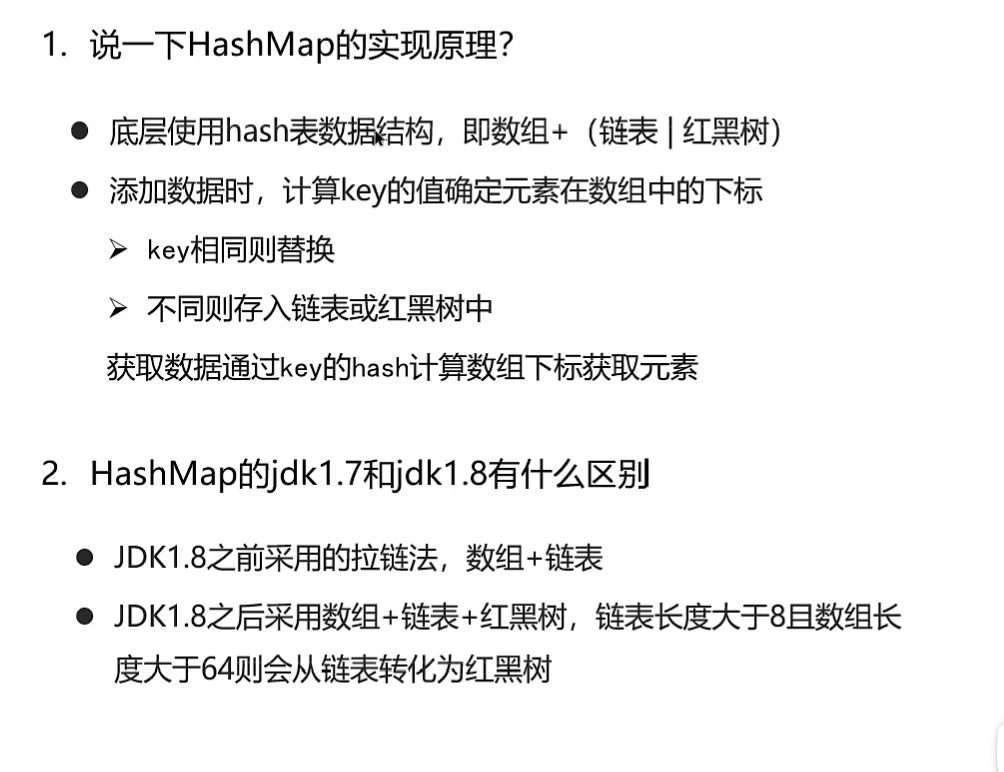 1. 说一下HashMap的实现原理？
● 底层使用hash表数据结构，即数组+（链表 | 红黑树）
● 添加数据时，计算key的值确定元素在数组中的下标
➢ key相同则替换
➢ 不同则存入链表或红黑树中
获取数据通过key的hash计算数组下标获取元素
2. HashMap的jdk1.7和jdk1.8有什么区别
● JDK1.8之前采用的拉链法，数组+链表
● JDK1.8之后采用数组+链表+红黑树，链表长度大于8且数组长
度大于64则会从链表转化为红黑树